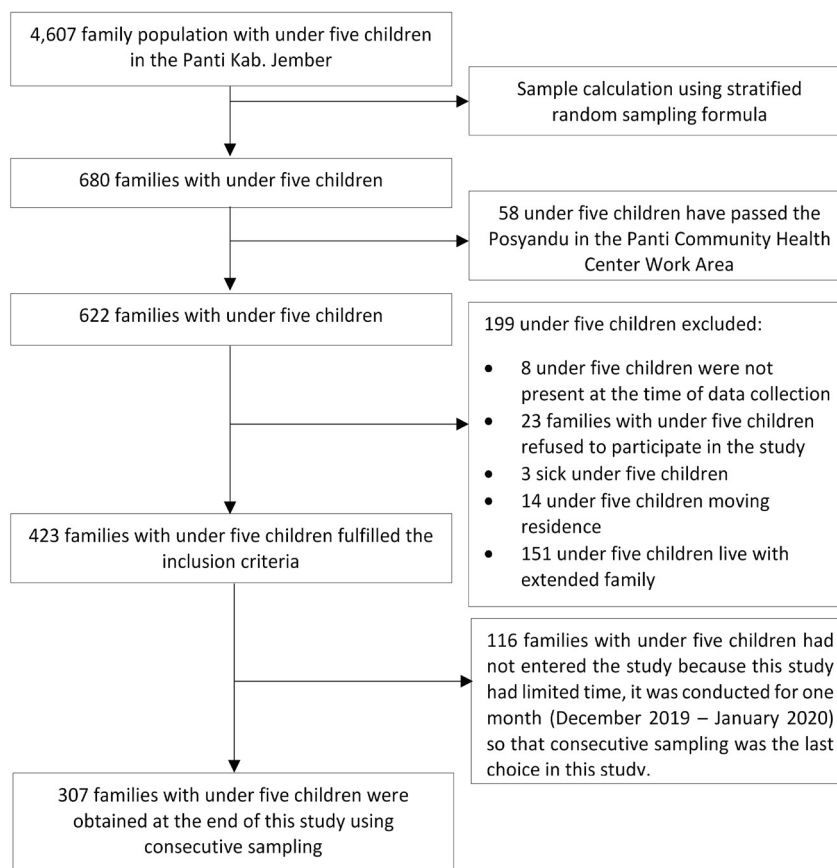 4,607 family population with under five children
in the Panti Kab. Jember
Sample calculation using stratified
random sampling formula
680 families with under five children
58 under five children have passed the
Posyandu in the Panti Community Health
Center Work Area
622 families with under five children
199 under five children excluded:
• 8 under five children were not
present at the time of data collection
• 23 families with under five children
refused to participate in the study
• 3 sick under five children
• 14 under five children moving
residence
• 151 under five children live with
extended family
423 families with under five children fulfilled the
inclusion criteria
116 families with under five children had
not entered the study because this study
had limited time, it was conducted for one
month (December 2019 – January 2020)
so that consecutive sampling was the last
choice in this study.
307 families with under five children were
obtained at the end of this study using
consecutive sampling